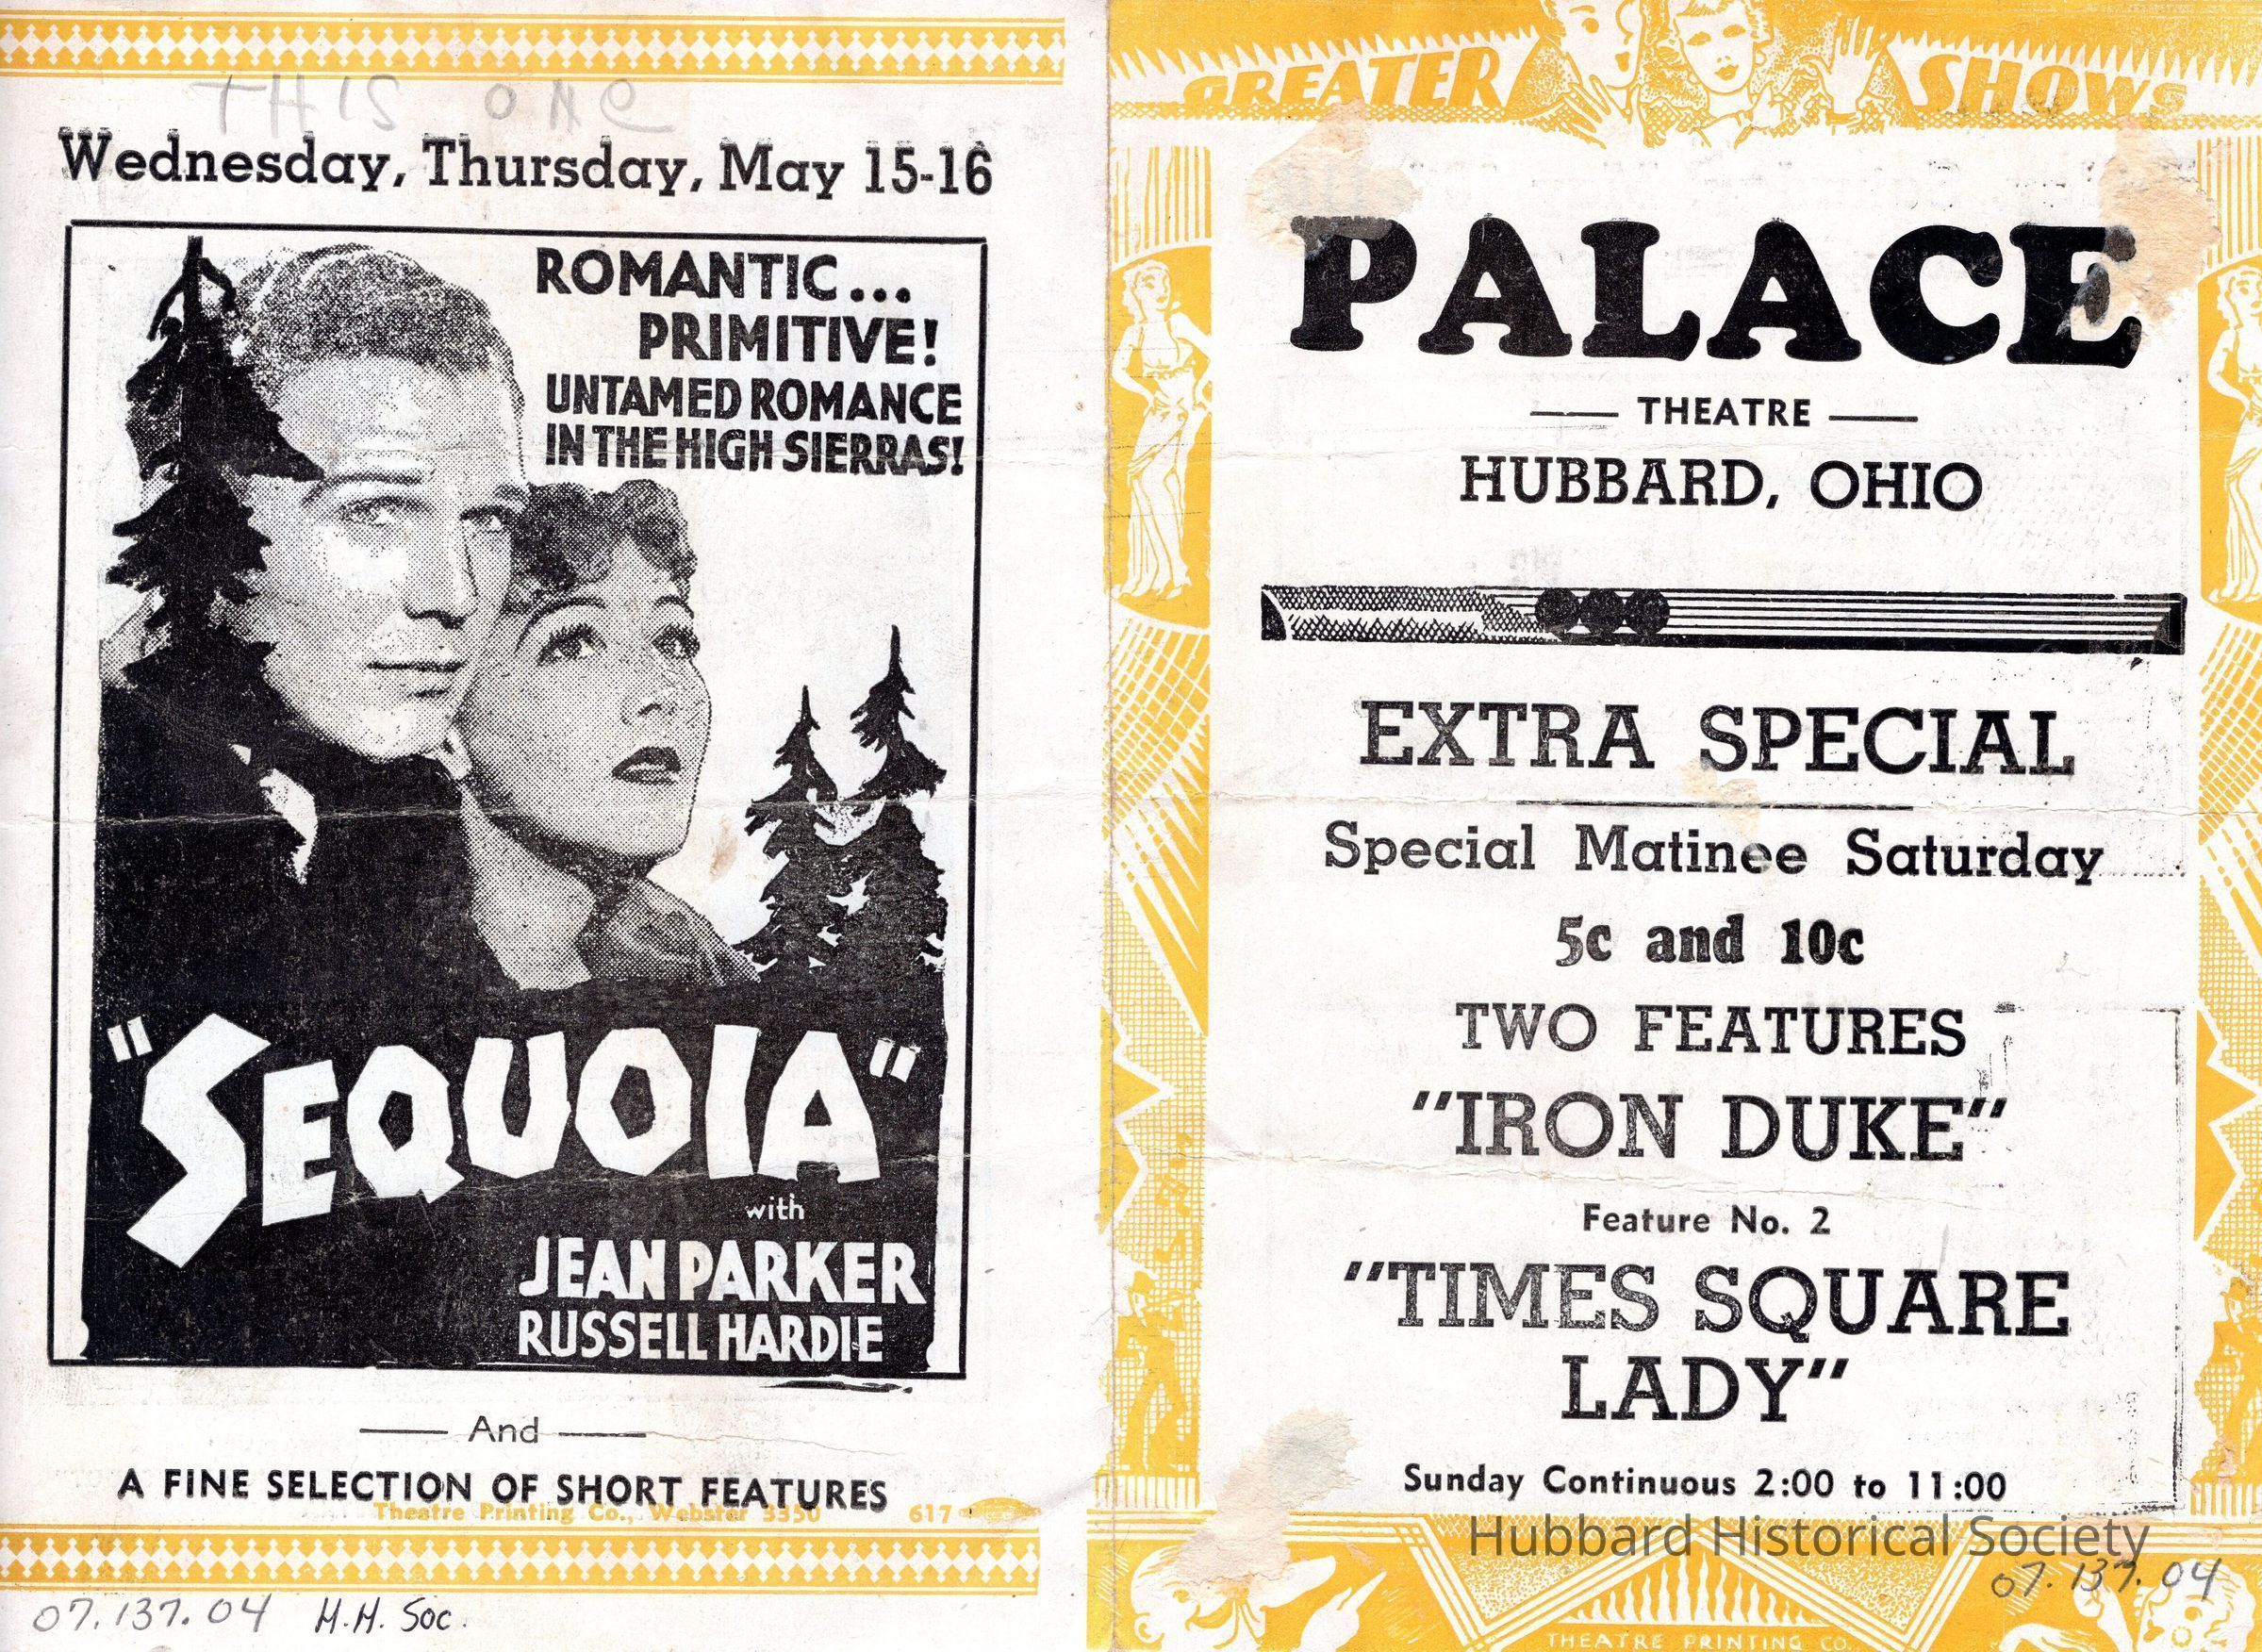 THIS ONE
Wednesday, Thursday, May 15-16
ROMANTIC...
PRIMITIVE!
UNTAMED ROMANCE
IN THE HIGH SIERRAS!
"SEQUOIA"
with
JEAN PARKER
RUSSELL HARDIE
And
A FINE SELECTION OF SHORT FEATURES
Theatre Printing Co., Webster 5350 617
07.137.04 H.H. Soc.
GREATER SHOWS
PALACE
THEATRE
HUBBARD, OHIO
EXTRA SPECIAL
Special Matinee Saturday
5c and 10c
TWO FEATURES
"IRON DUKE"
Feature No. 2
"TIMES SQUARE
LADY"
Sunday Continuous 2:00 to 11:00
Hubbard Historical Society
07.137.04
THEATRE PRINTING CO.